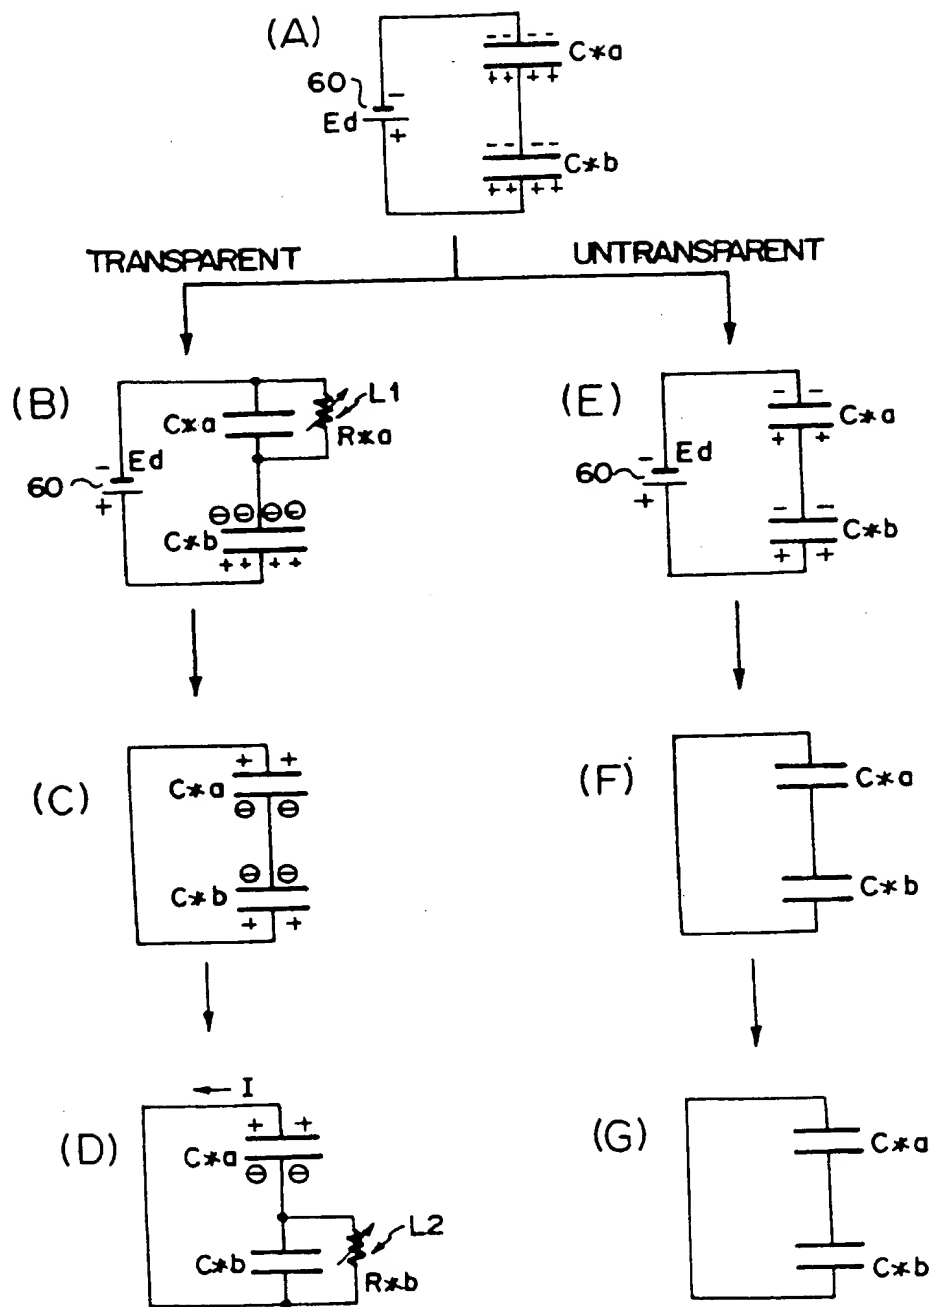 (A)
- - - -
C*a
60
-
+ + + +
Ed
+
- - - -
C*b
+ + + +
TRANSPARENT
UNTRANSPARENT
(B)
L1
C*a
R*a
- Ed
60
+
⊖ ⊖ ⊖ ⊖
C*b
+ + + +
(E)
- -
C*a
- Ed
+ +
60
+
- -
C*b
+ +
(C)
+ +
C*a
⊖ ⊖
⊖ ⊖
C*b
+ +
(F)
C*a
C*b
← I
(D)
+ +
C*a
⊖ ⊖
L2
C*b
R*b
(G)
C*a
C*b